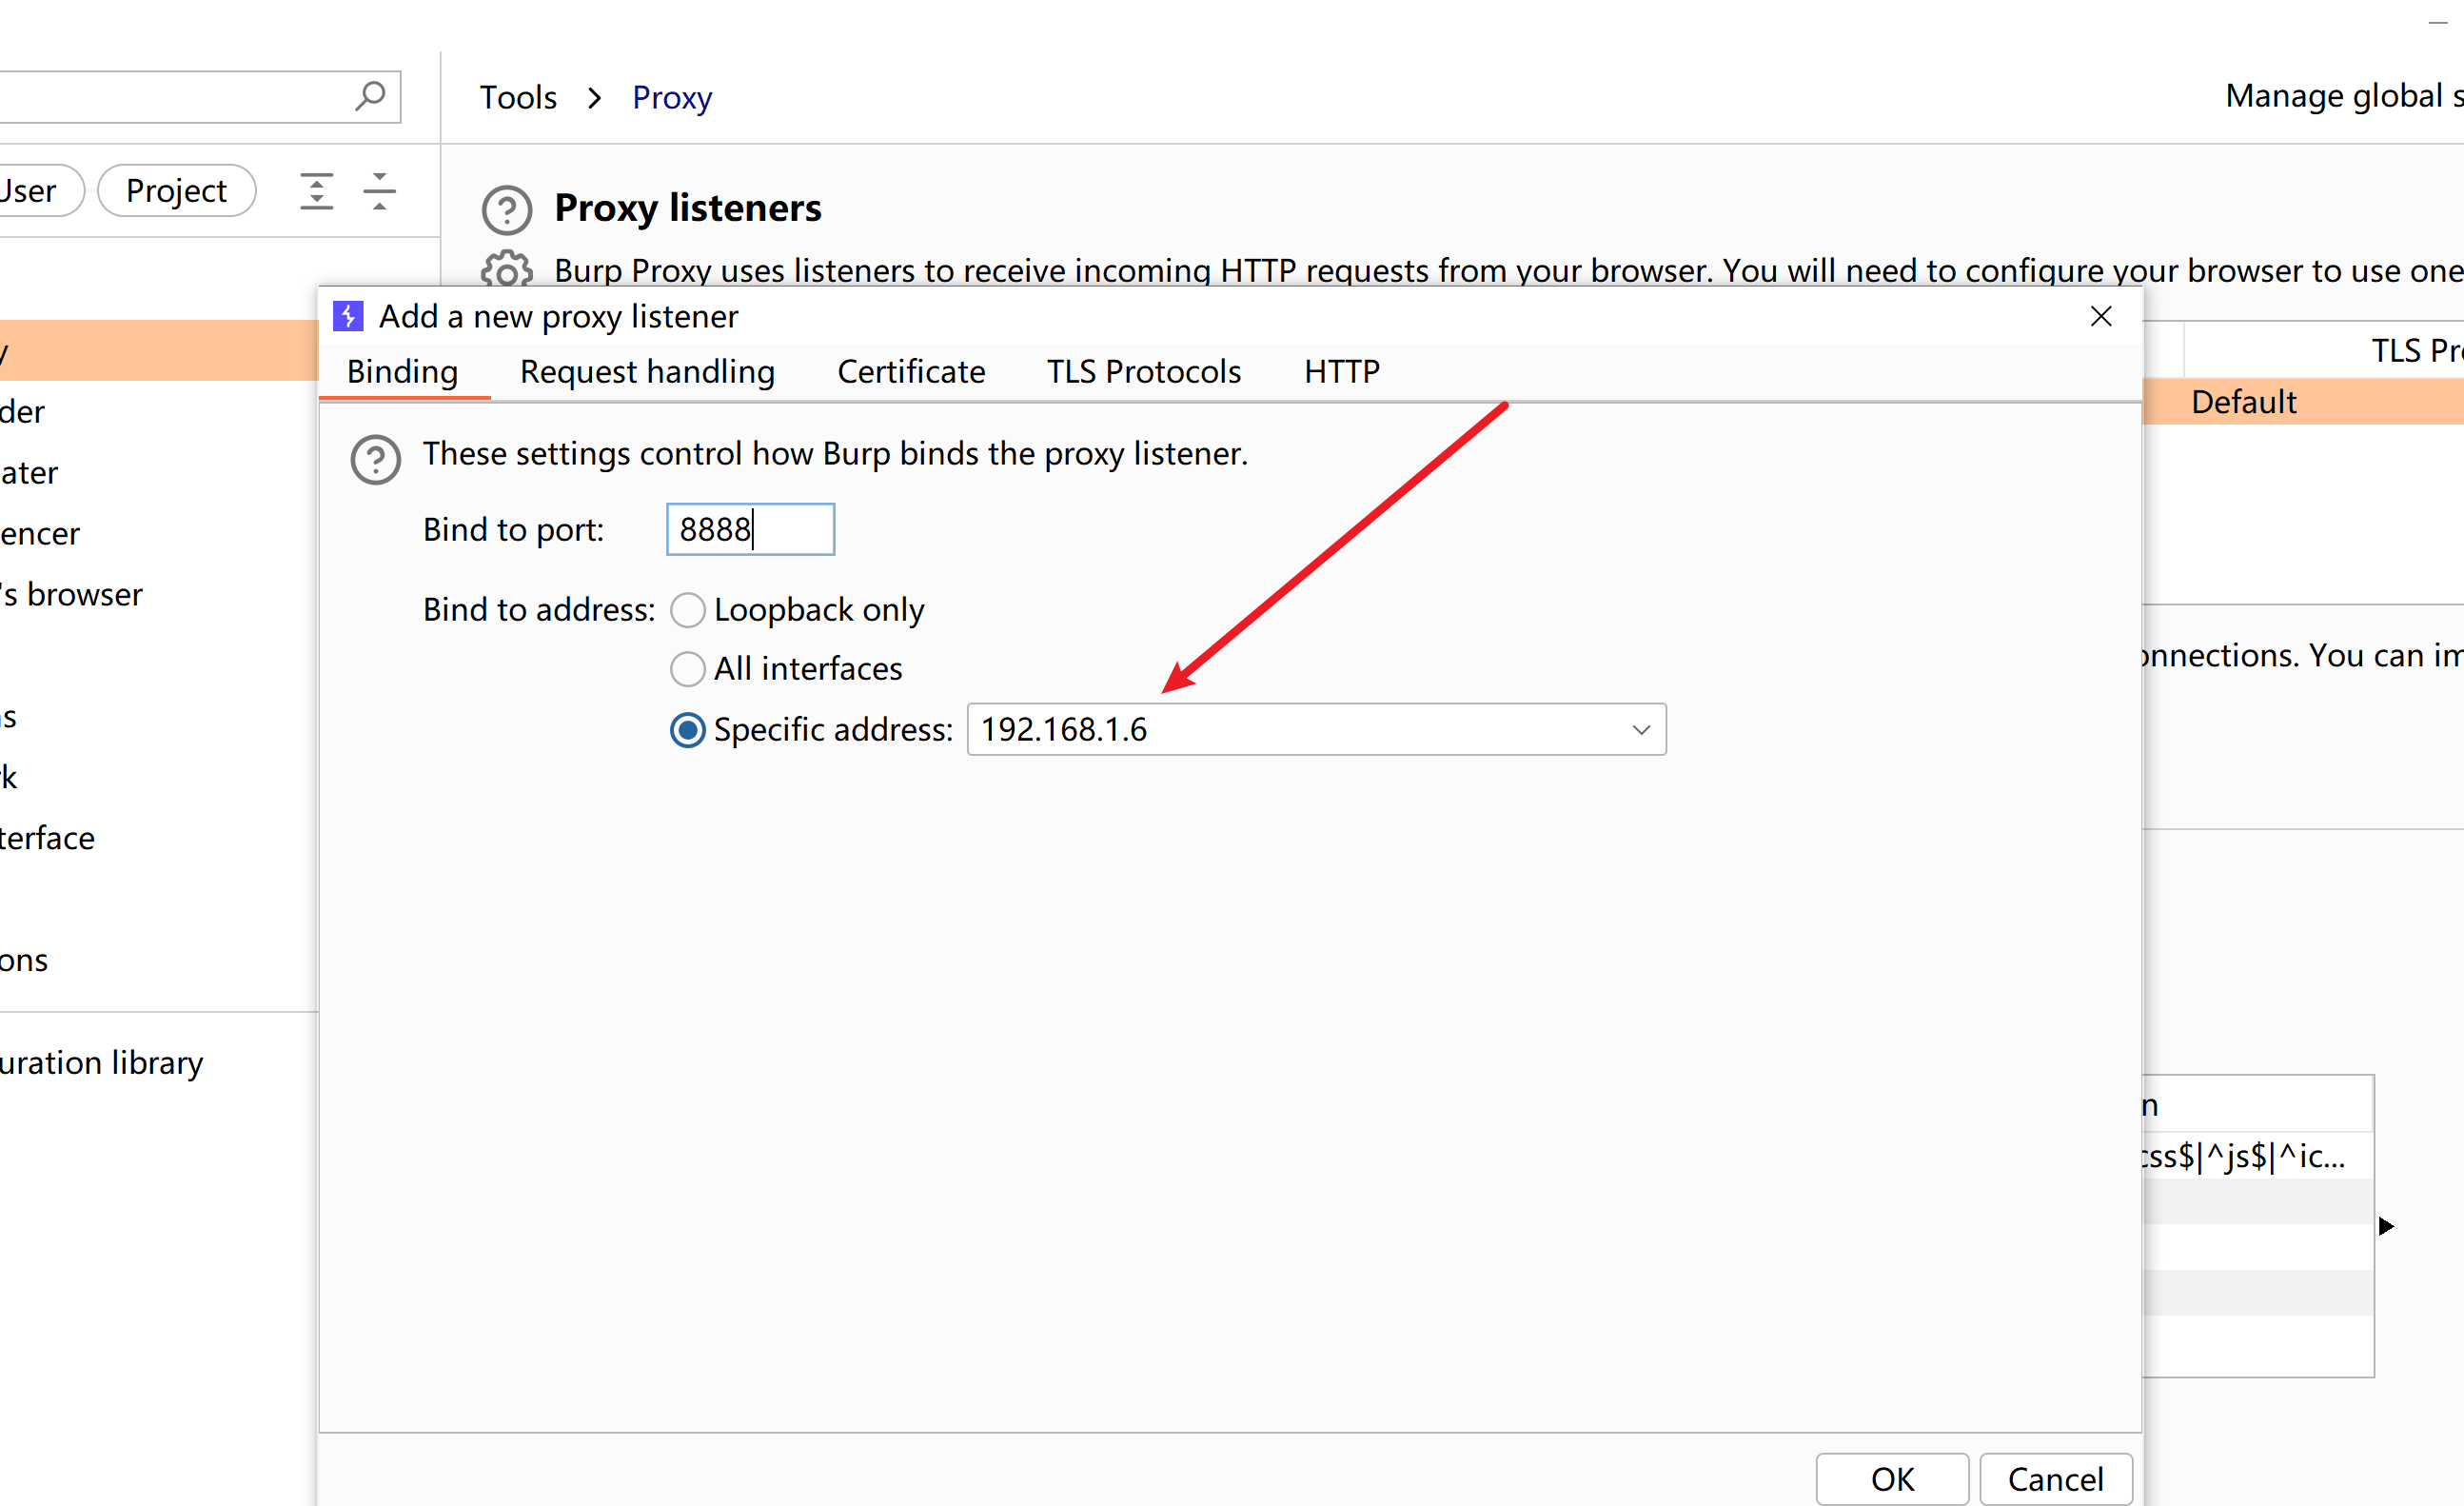 Tools > Proxy
Manage global s
User
Project
Proxy listeners
Burp Proxy uses listeners to receive incoming HTTP requests from your browser. You will need to configure your browser to use one
Add a new proxy listener
Binding Request handling Certificate TLS Protocols HTTP
These settings control how Burp binds the proxy listener.
Bind to port: 8888
Bind to address: Loopback only
All interfaces
Specific address: 192.168.1.6
OK Cancel
y
der
ater
encer
's browser
s
rk
terface
ons
uration library
TLS Pro
Default
onnections. You can im
n
css$|^js$|^ic...